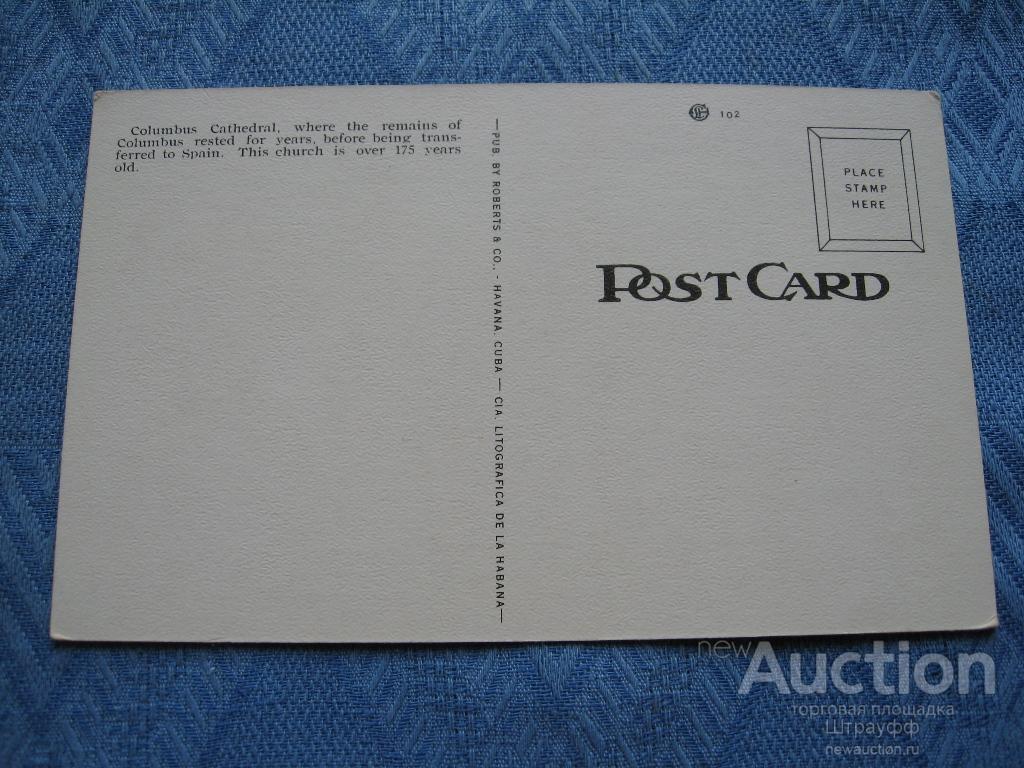 Columbus Cathedral, where the remains of
Columbus rested for years, before being trans-
ferred to Spain. This church is over 175 years
old.
— PUB. BY ROBERTS & CO., - HAVANA, CUBA — CIA. LITOGRAFICA DE LA HABANA —
102
PLACE
STAMP
HERE
POST CARD
newAuction
торговая площадка
Штрауфф
newauction.ru